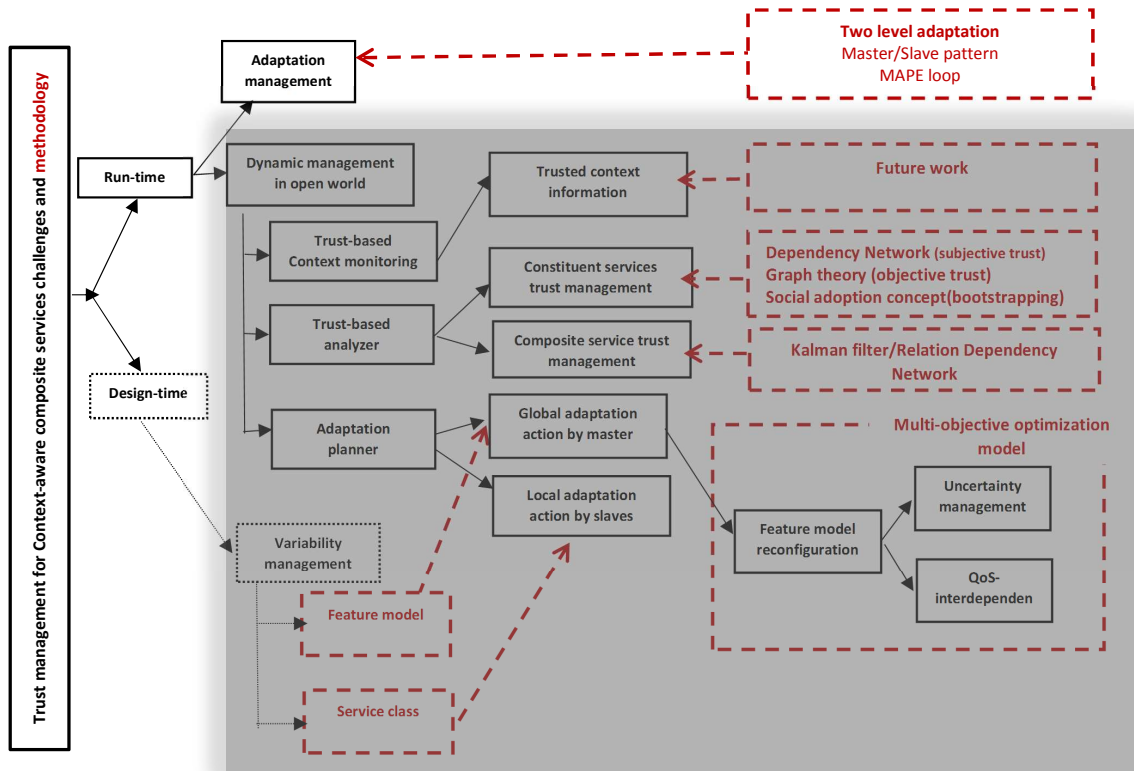 Trust management for Context-aware composite services challenges and methodology
Two level adaptation
Master/Slave pattern
MAPE loop
Adaptation
management
Run-time
Dynamic management
in open world
Trusted context
information
Future work
Trust-based
Context monitoring
Constituent services
trust management
Dependency Network (subjective trust)
Graph theory (objective trust)
Social adoption concept(bootstrapping)
Trust-based
analyzer
Composite service trust
management
Kalman filter/Relation Dependency
Network
Design-time
Adaptation
planner
Global adaptation
action by master
Multi-objective optimization
model
Local adaptation
action by slaves
Uncertainty
management
Feature model
reconfiguration
Variability
management
QoS-
interdependen
Feature model
Service class